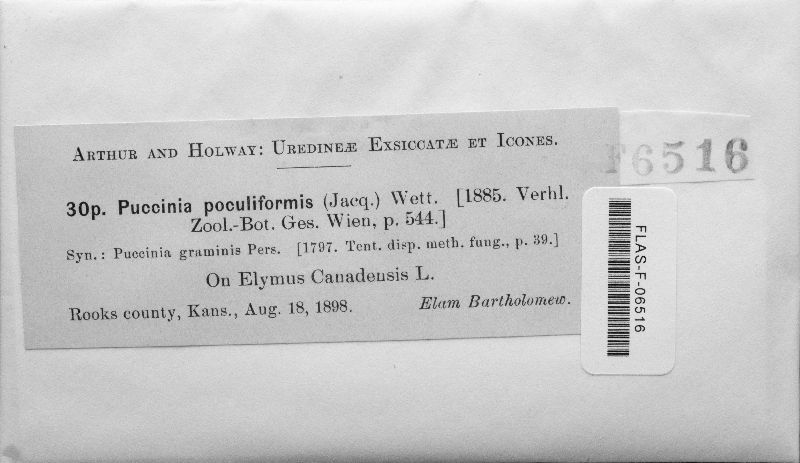 ARTHUR AND HOLWAY: UREDINEÆ EXSICCATÆ ET ICONES.
F6516
30p. Puccinia poculiformis (Jacq.) Wett. [1885. Verhl.
Zool.-Bot. Ges. Wien, p. 544.]
Syn.: Puccinia graminis Pers. [1797. Tent. disp. meth. fung., p. 39.]
On Elymus Canadensis L.
Rooks county, Kans., Aug. 18, 1898. Elam Bartholomew.
FLAS-F-06516